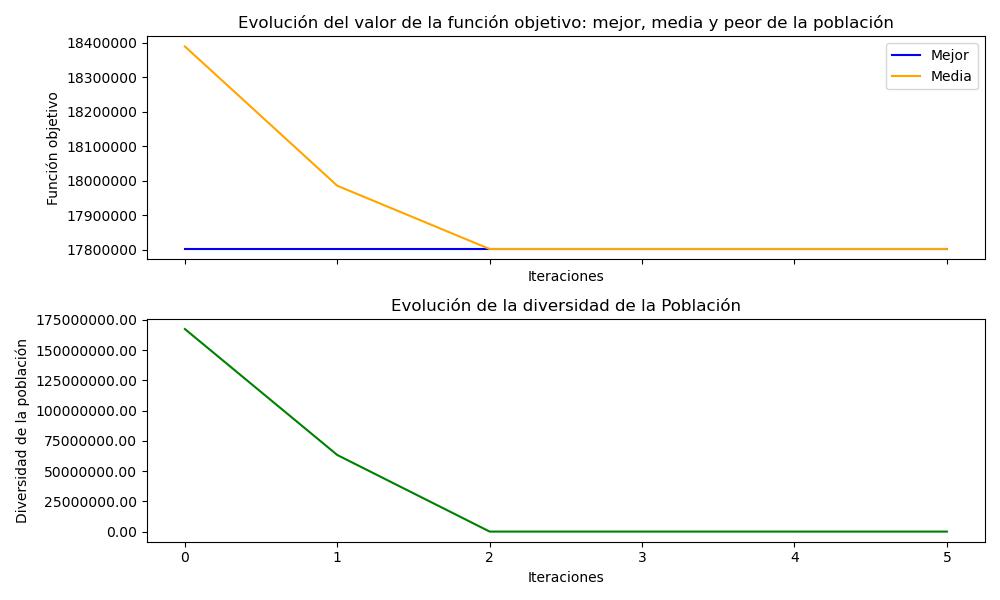 Evolución del valor de la función objetivo: mejor, media y peor de la población
18400000
18300000
18200000
18100000
18000000
17900000
17800000
Función objetivo
Mejor
Media
Iteraciones
Evolución de la diversidad de la Población
175000000.00
150000000.00
125000000.00
100000000.00
75000000.00
50000000.00
25000000.00
0.00
Diversidad de la población
0 1 2 3 4 5
Iteraciones